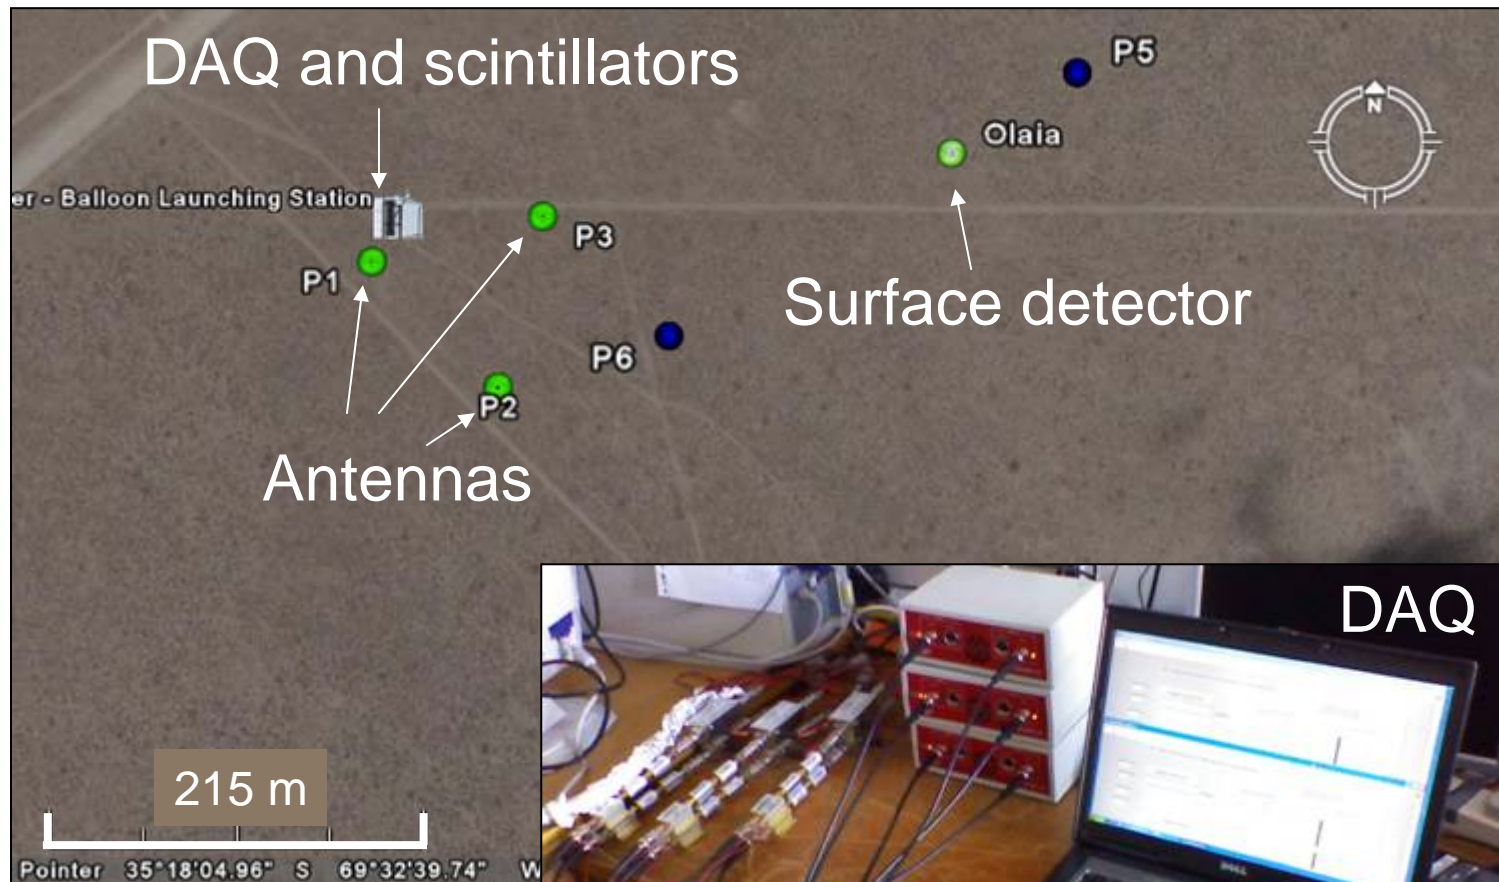 DAQ and scintillators
P5
N
Olaia
er - Balloon Launching Station
P3
P1
Surface detector
P6
P2
Antennas
DAQ
215 m
Pointer 35°18'04.96" S 69°32'39.74" W
DELL